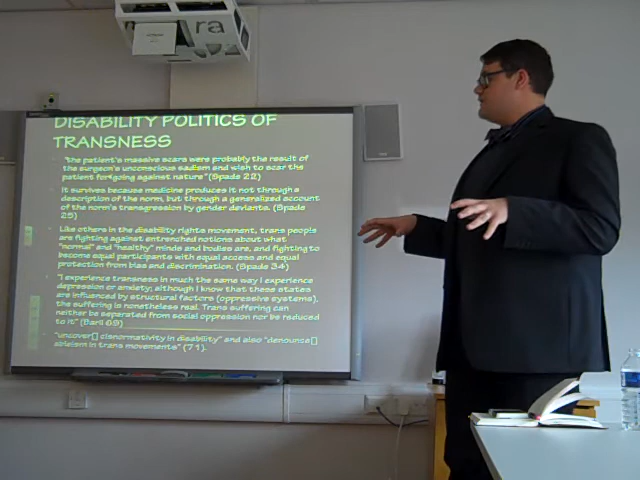 DISABILITY POLITICS OF
TRANSNESS
"the patient's massive scars were probably the result of
the surgeon's unconscious sadism and wish to scar the
patient for 'going against nature'" (Spade 22)
It survives because medicine produces it not through a
description of the norm, but through a generalized account
of the norm's transgression by gender deviants. (Spade
25)
Like others in the disability rights movement, trans people
are fighting against entrenched notions about what
"normal" and "healthy" minds and bodies are, and fighting to
become equal participants with equal access and equal
protection from bias and discrimination. (Spade 34)
"I experience transness in much the same way I experience
depression or anxiety; although I know that these states
are influenced by structural factors (oppressive systems),
the suffering is nonetheless real. Trans suffering can
neither be separated from social oppression nor be reduced
to it" (Baril 69)
"uncover[] cisnormativity in disability" and also "denounce[]
ableism in trans movements" (71).